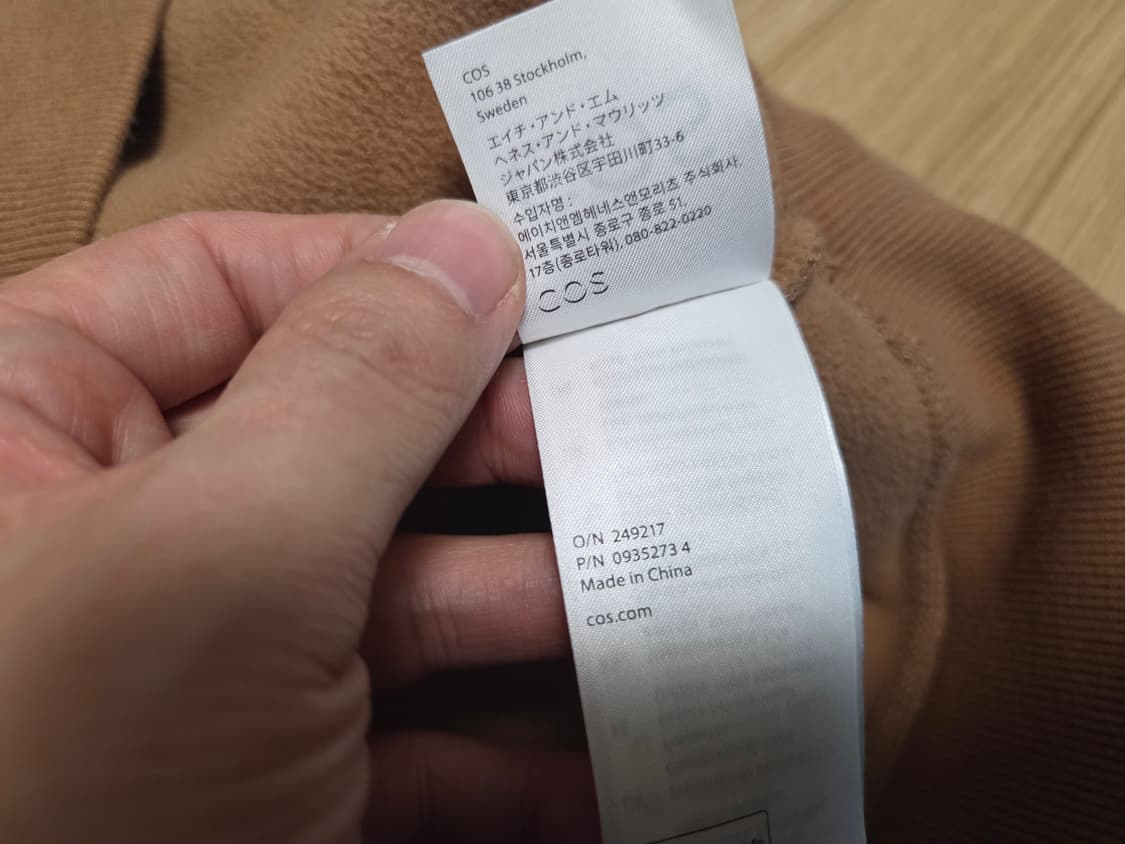 COS
106 38 Stockholm,
Sweden
エイチ・アンド・エム
ヘネス・アンド・マウリッツ
ジャパン株式会社
東京都渋谷区宇田川町33-6
수입자명 :
에이치앤엠헤네스앤모리츠 주식회사.
서울특별시 종로구 종로 51,
17층(종로타워), 080-822-0220
COS
O/N 249217
P/N 0935273 4
Made in China
cos.com